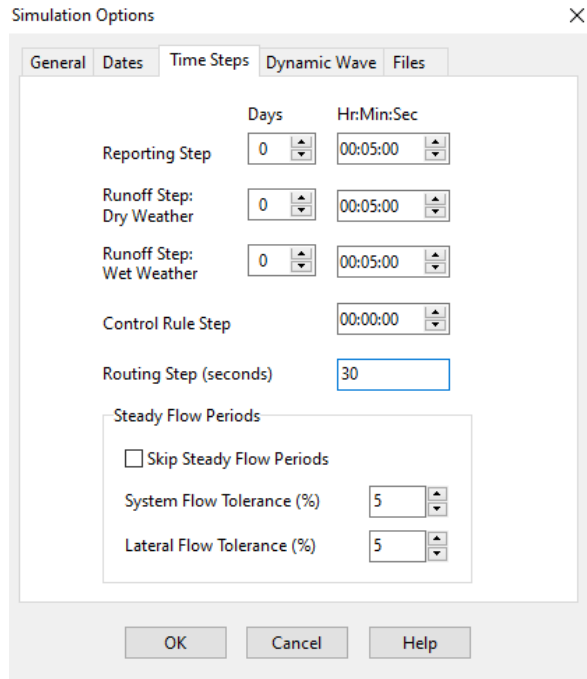 Simulation Options
General Dates Time Steps Dynamic Wave Files
Days Hr:Min:Sec
Reporting Step 0 00:05:00
Runoff Step:
Dry Weather 0 00:05:00
Runoff Step:
Wet Weather 0 00:05:00
Control Rule Step 00:00:00
Routing Step (seconds) 30
Steady Flow Periods
Skip Steady Flow Periods
System Flow Tolerance (%) 5
Lateral Flow Tolerance (%) 5
OK Cancel Help